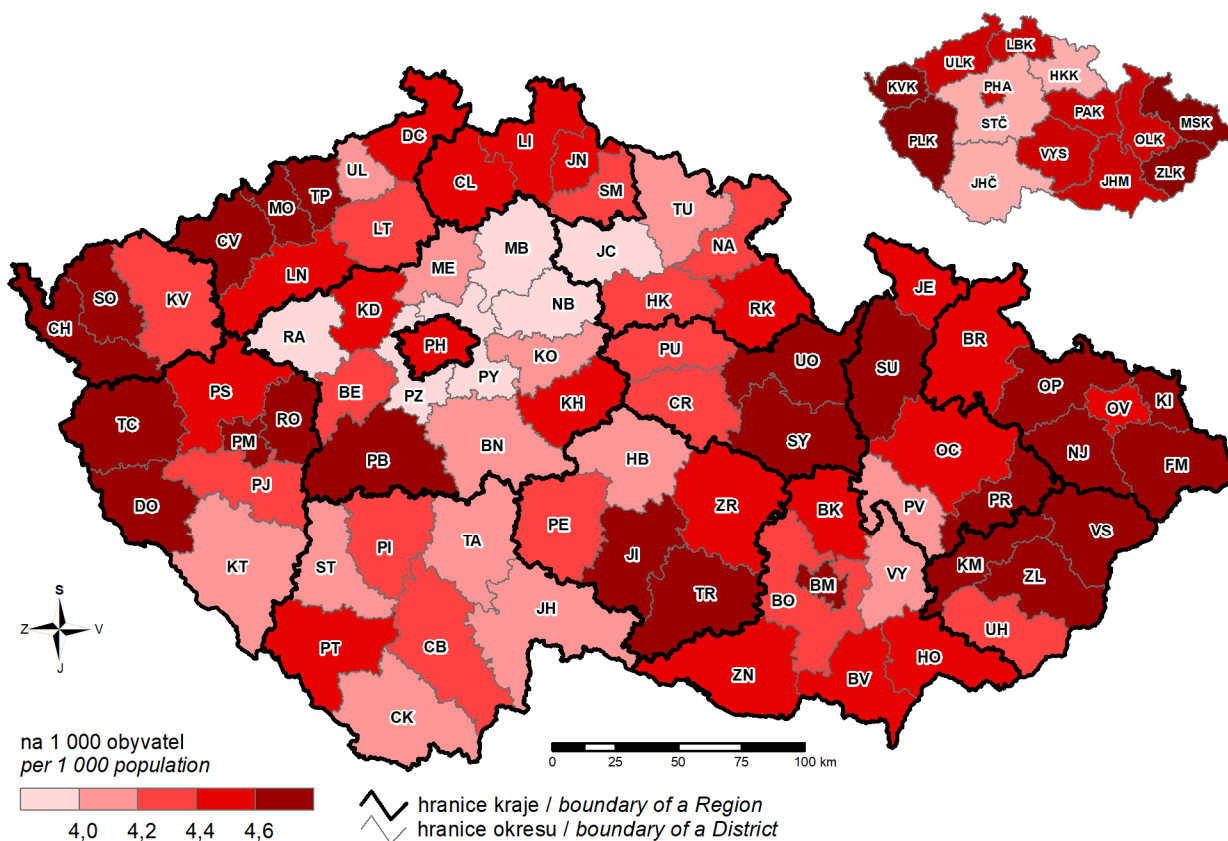 LBK
ULK
HKK
KVK
PHA
PAK
STČ
MSK
PLK
OLK
VYS
ZLK
JHČ
JHM
DC
LI
JN
UL
CL
SM
TP
MO
TU
LT
CV
MB
NA
JC
ME
LN
SO
KV
NB
HK
JE
KD
RK
CH
RA
PH
KO
PU
BR
UO
SU
PY
OP
KI
PS
BE
PZ
KH
CR
OV
TC
RO
PM
SY
OC
NJ
FM
PB
BN
HB
PJ
DO
ZR
BK
PV
PR
VS
PE
TA
PI
ST
KT
JI
BM
VY
KM
ZL
TR
BO
JH
UH
PT
CB
HO
ZN
BV
CK
S
Z
V
J
na 1 000 obyvatel
per 1 000 population
4,0 4,2 4,4 4,6
0 25 50 75 100 km
hranice kraje / boundary of a Region
hranice okresu / boundary of a District